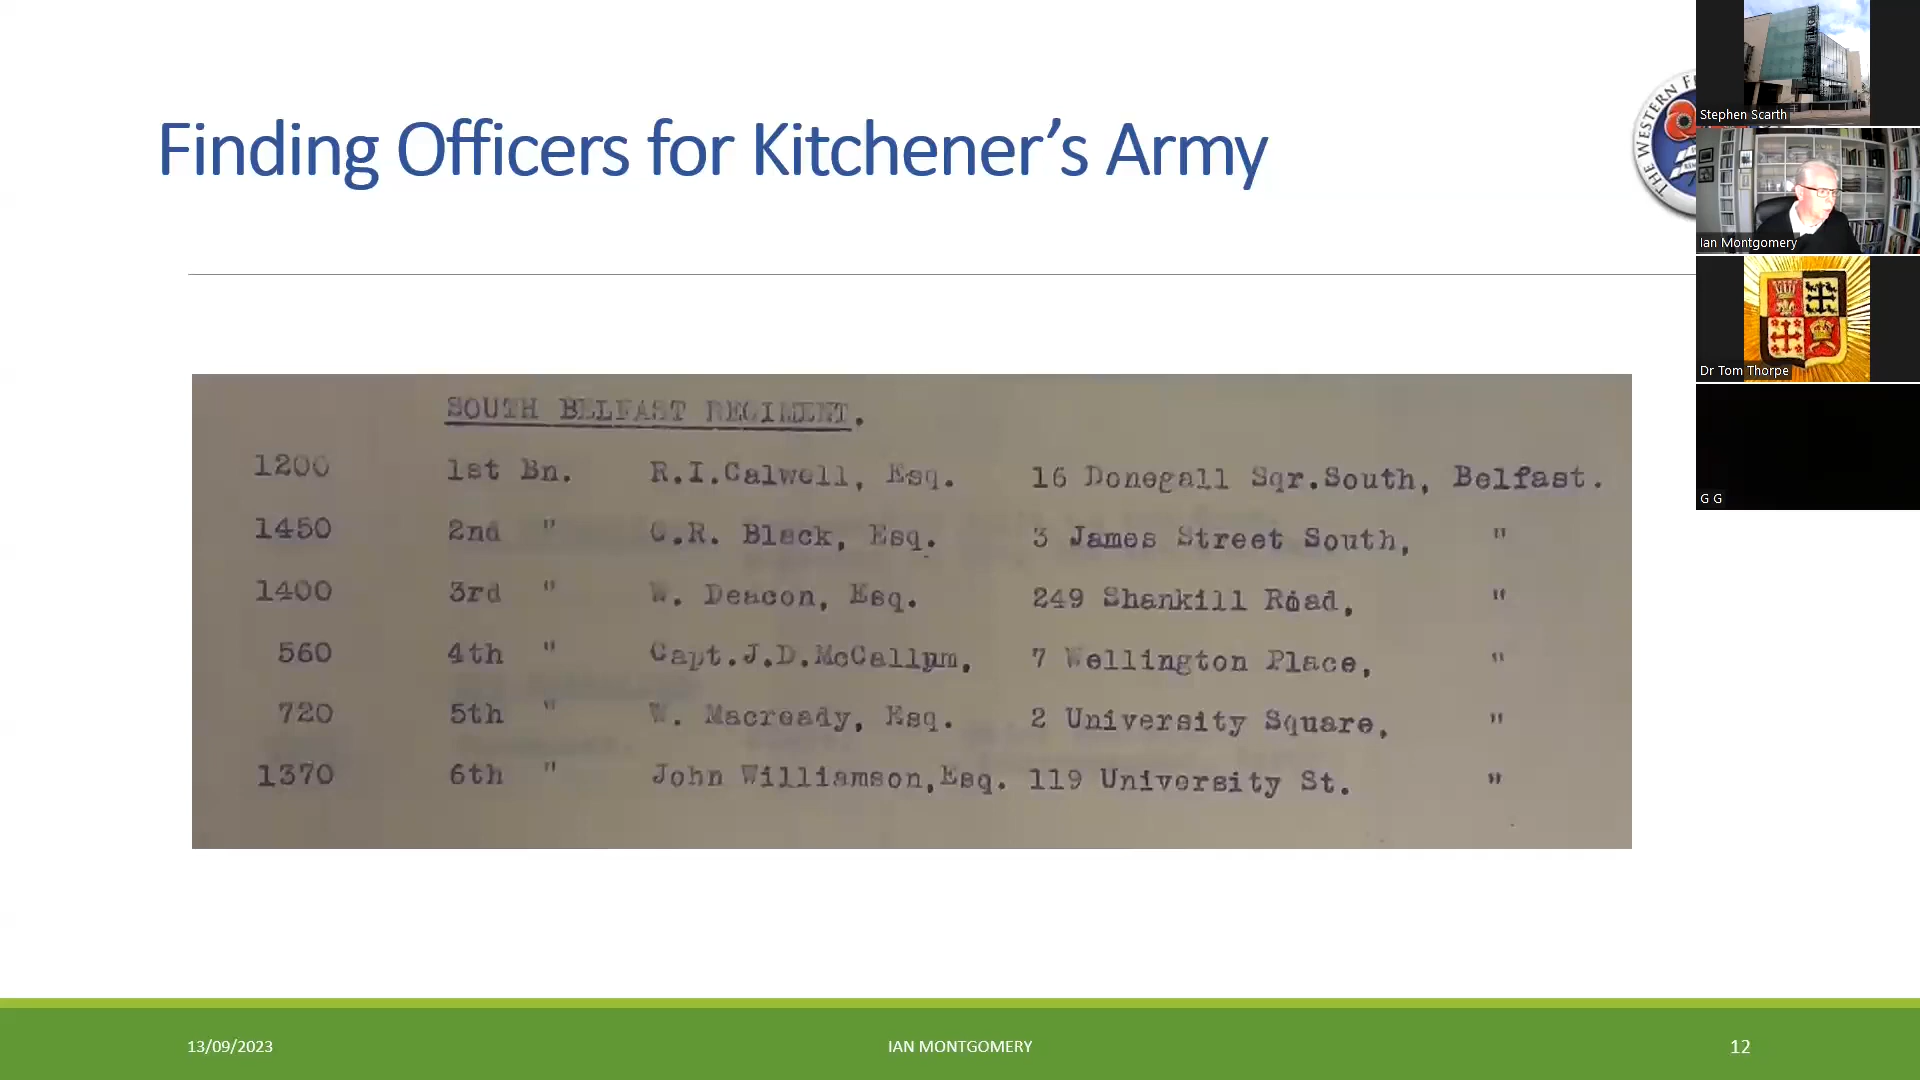 Finding Officers for Kitchener’s Army
THE WESTERN
SOUTH BELFAST REGIMENT.
1200 1st Bn. R.I.Calwell, Esq. 16 Donegall Sqr.South, Belfast.
1450 2nd " G.R. Black, Esq. 3 James Street South, "
1400 3rd " W. Deacon, Esq. 249 Shankill Road, "
560 4th " Capt.J.D.McCallum, 7 Wellington Place, "
720 5th " W. Macready, Esq. 2 University Square, "
1370 6th " John Williamson,Esq. 119 University St. "
13/09/2023 IAN MONTGOMERY 12
Stephen Scarth
Ian Montgomery
Dr Tom Thorpe
G G